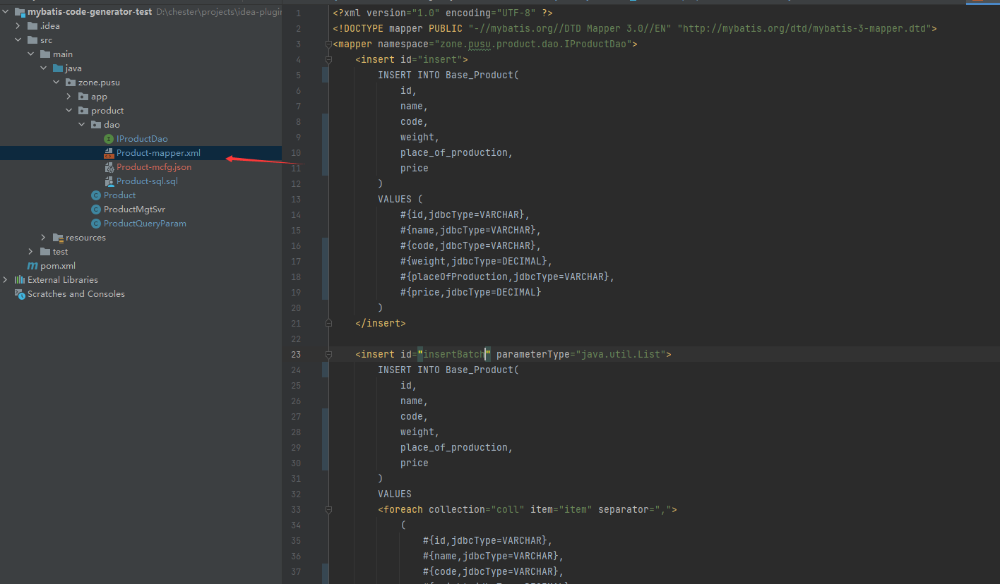 mybatis-code-generator-test D:\chester\projects\idea-plugin
.idea
src
main
java
zone.pusu
app
product
dao
IProductDao
Product-mapper.xml
Product-mcfg.json
Product-sql.sql
Product
ProductMgtSvr
ProductQueryParam
resources
test
pom.xml
External Libraries
Scratches and Consoles
1 <?xml version="1.0" encoding="UTF-8" ?>
2 <!DOCTYPE mapper PUBLIC "-//mybatis.org//DTD Mapper 3.0//EN" "http://mybatis.org/dtd/mybatis-3-mapper.dtd">
3 <mapper namespace="zone.pusu.product.dao.IProductDao">
4 <insert id="insert">
5 INSERT INTO Base_Product(
6 id,
7 name,
8 code,
9 weight,
10 place_of_production,
11 price
12 )
13 VALUES (
14 #{id,jdbcType=VARCHAR},
15 #{name,jdbcType=VARCHAR},
16 #{code,jdbcType=VARCHAR},
17 #{weight,jdbcType=DECIMAL},
18 #{placeOfProduction,jdbcType=VARCHAR},
19 #{price,jdbcType=DECIMAL}
20 )
21 </insert>
22
23 <insert id="insertBatch" parameterType="java.util.List">
24 INSERT INTO Base_Product(
25 id,
26 name,
27 code,
28 weight,
29 place_of_production,
30 price
31 )
32 VALUES
33 <foreach collection="coll" item="item" separator=",">
34 (
35 #{id,jdbcType=VARCHAR},
36 #{name,jdbcType=VARCHAR},
37 #{code,jdbcType=VARCHAR},